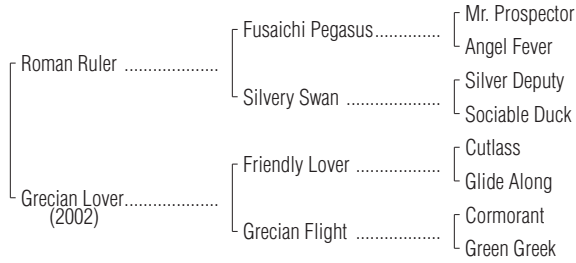 Mr. Prospector
Fusaichi Pegasus..............
Angel Fever
Roman Ruler ....................
Silver Deputy
Silvery Swan ....................
Sociable Duck
Cutlass
Friendly Lover ..................
Glide Along
Grecian Lover....................
(2002)
Cormorant
Grecian Flight ..................
Green Greek